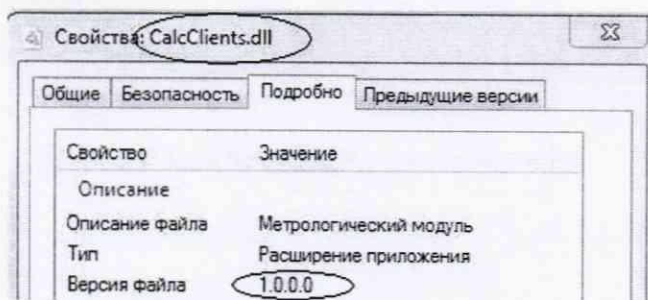 Свойства: CalcClients.dll
Общие Безопасность Подробно Предыдущие версии
Свойство Значение
Описание
Описание файла Метрологический модуль
Тип Расширение приложения
Версия файла 1.0.0.0